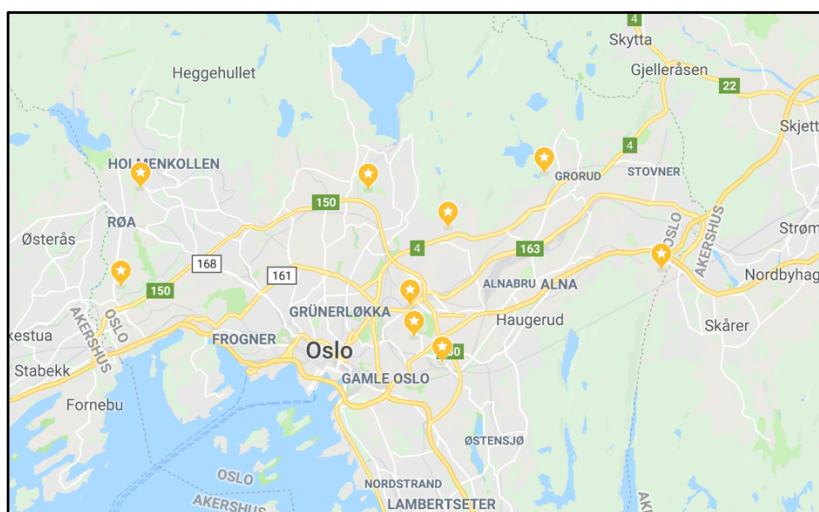 4
Skytta
Gjelleråsen
Heggehullet
22
Skjett
4
HOLMENKOLLEN
GRORUD
STOVNER
150
RØA
Østerås
168
161
4
163
OSLO
AKERSHUS
Strøm
Nordbyhag
150
ALNABRU
ALNA
GRÜNERLØKKA
Haugerud
Skårer
OSLO
AKERSHUS
kestua
FROGNER
Oslo
Stabekk
GAMLE OSLO
Fornebu
ØSTENSJØ
OSLO
AKERSHUS
NORDSTRAND
LAMBERTSETER